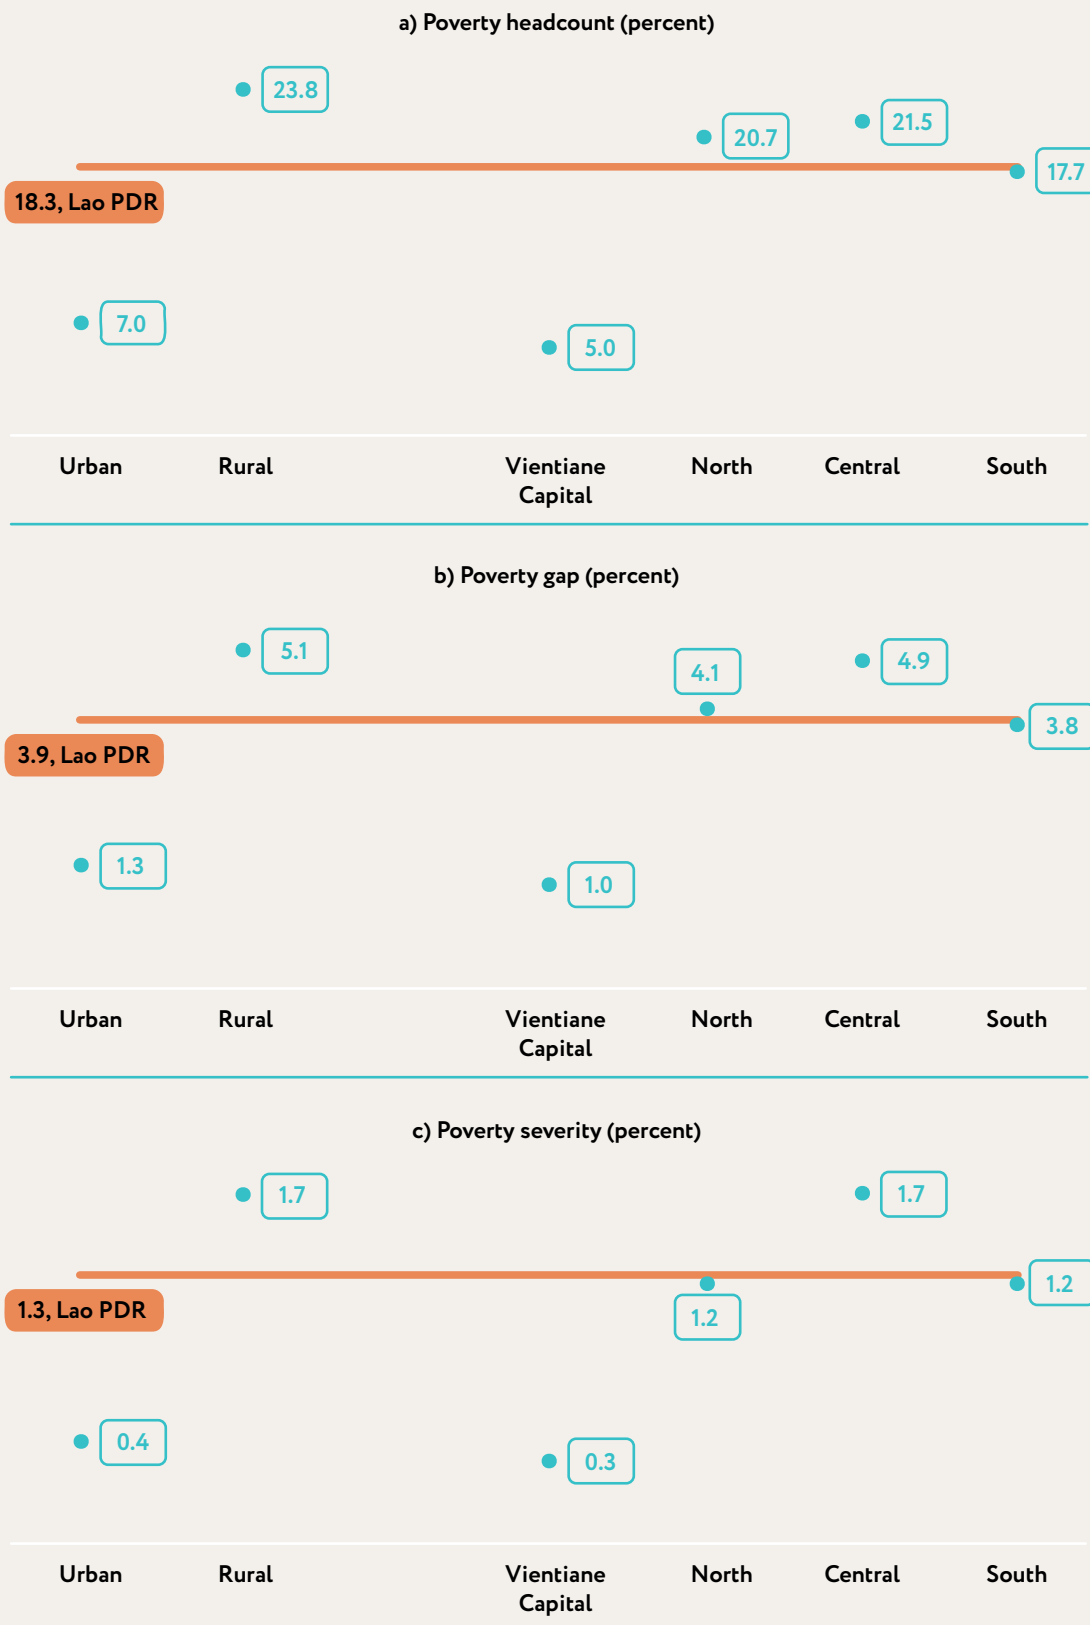 a) Poverty headcount (percent)
23.8
21.5
20.7
17.7
18.3, Lao PDR
7.0
5.0
Urban
Rural
Vientiane
Capital
North
Central
South
b) Poverty gap (percent)
5.1
4.9
4.1
3.8
3.9, Lao PDR
1.3
1.0
Urban
Rural
Vientiane
Capital
North
Central
South
c) Poverty severity (percent)
1.7
1.7
1.2
1.3, Lao PDR
1.2
0.4
0.3
Urban
Rural
Vientiane
Capital
North
Central
South